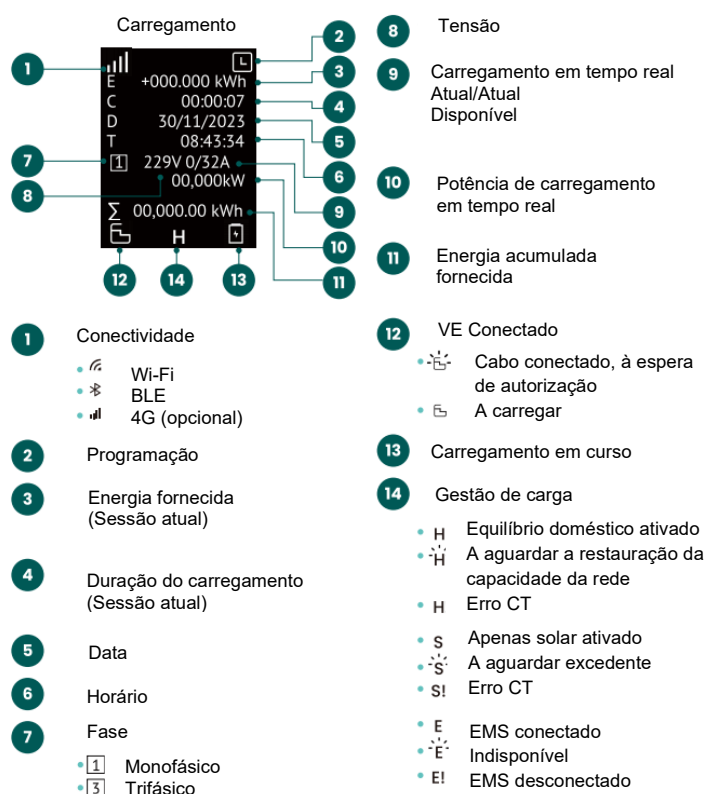 Carregamento
E +000.000 kWh
C 00:00:07
D 30/11/2023
T 08:43:34
1 229V 0/32A
00,000kW
∑ 00,000.00 kWh
H
1
7
8
2
3
4
5
6
9
10
11
12
14
13
8 Tensão
9 Carregamento em tempo real
Atual/Atual
Disponível
10 Potência de carregamento
em tempo real
11 Energia acumulada
fornecida
1 Conectividade
Wi-Fi
BLE
4G (opcional)
2 Programação
3 Energia fornecida
(Sessão atual)
4 Duração do carregamento
(Sessão atual)
5 Data
6 Horário
7 Fase
1 Monofásico
3 Trifásico
12 VE Conectado
Cabo conectado, à espera
de autorização
A carregar
13 Carregamento em curso
14 Gestão de carga
H Equilíbrio doméstico ativado
H A aguardar a restauração da
capacidade da rede
H Erro CT
S Apenas solar ativado
S A aguardar excedente
S! Erro CT
E EMS conectado
E Indisponível
E! EMS desconectado